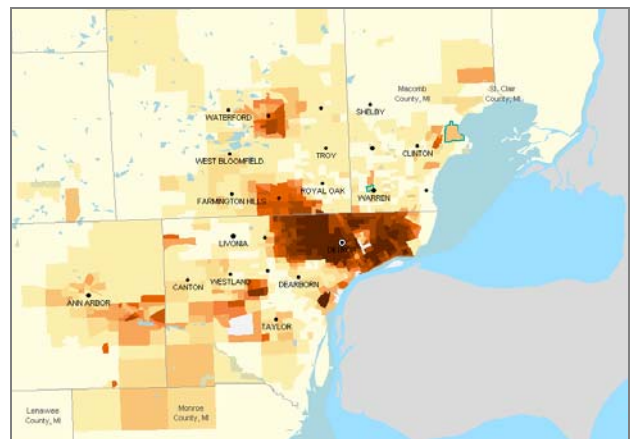 Macomb
County, MI
St. Clair
County, MI
SHELBY
WATERFORD
WEST BLOOMFIELD
TROY
CLINTON
FARMINGTON HILLS
ROYAL OAK
WARREN
LIVONIA
CANTON
WESTLAND
DEARBORN
ANN ARBOR
TAYLOR
Lenawee
County, MI
Monroe
County, MI